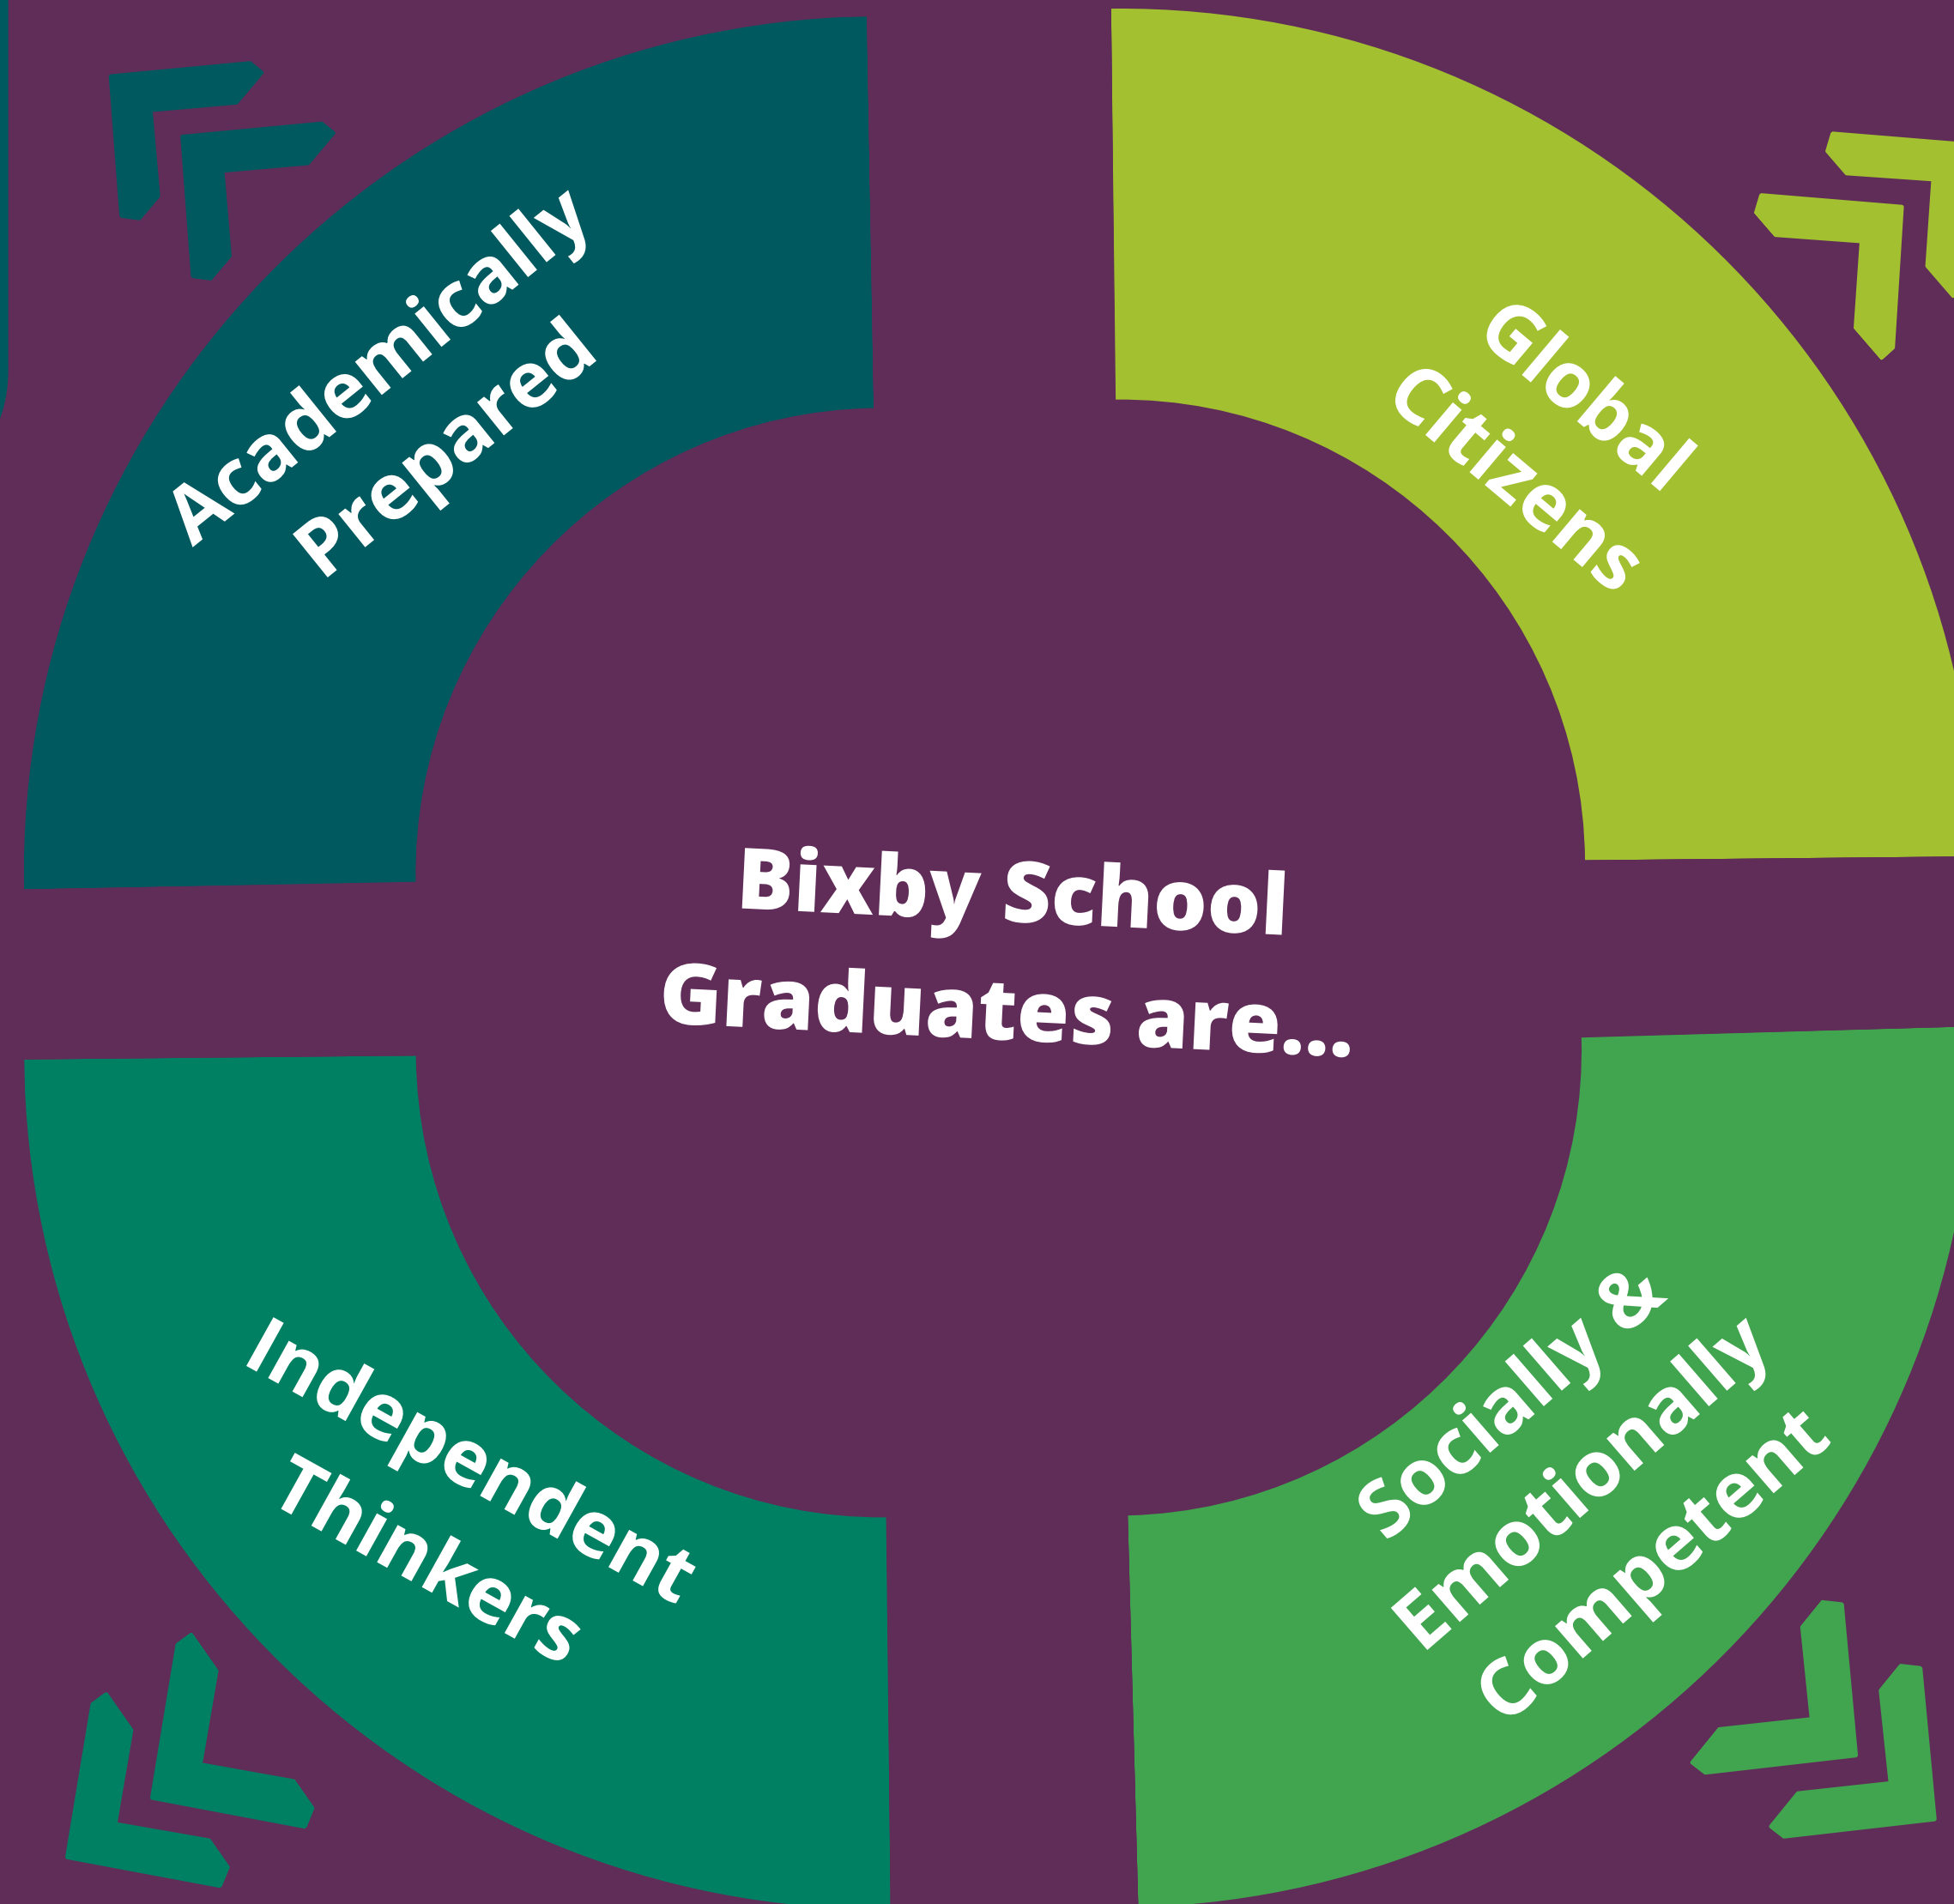 Academically
Prepared
Global
Citizens
Bixby School
Graduates are...
Independent
Thinkers
Socially &
Emotionally
Competent